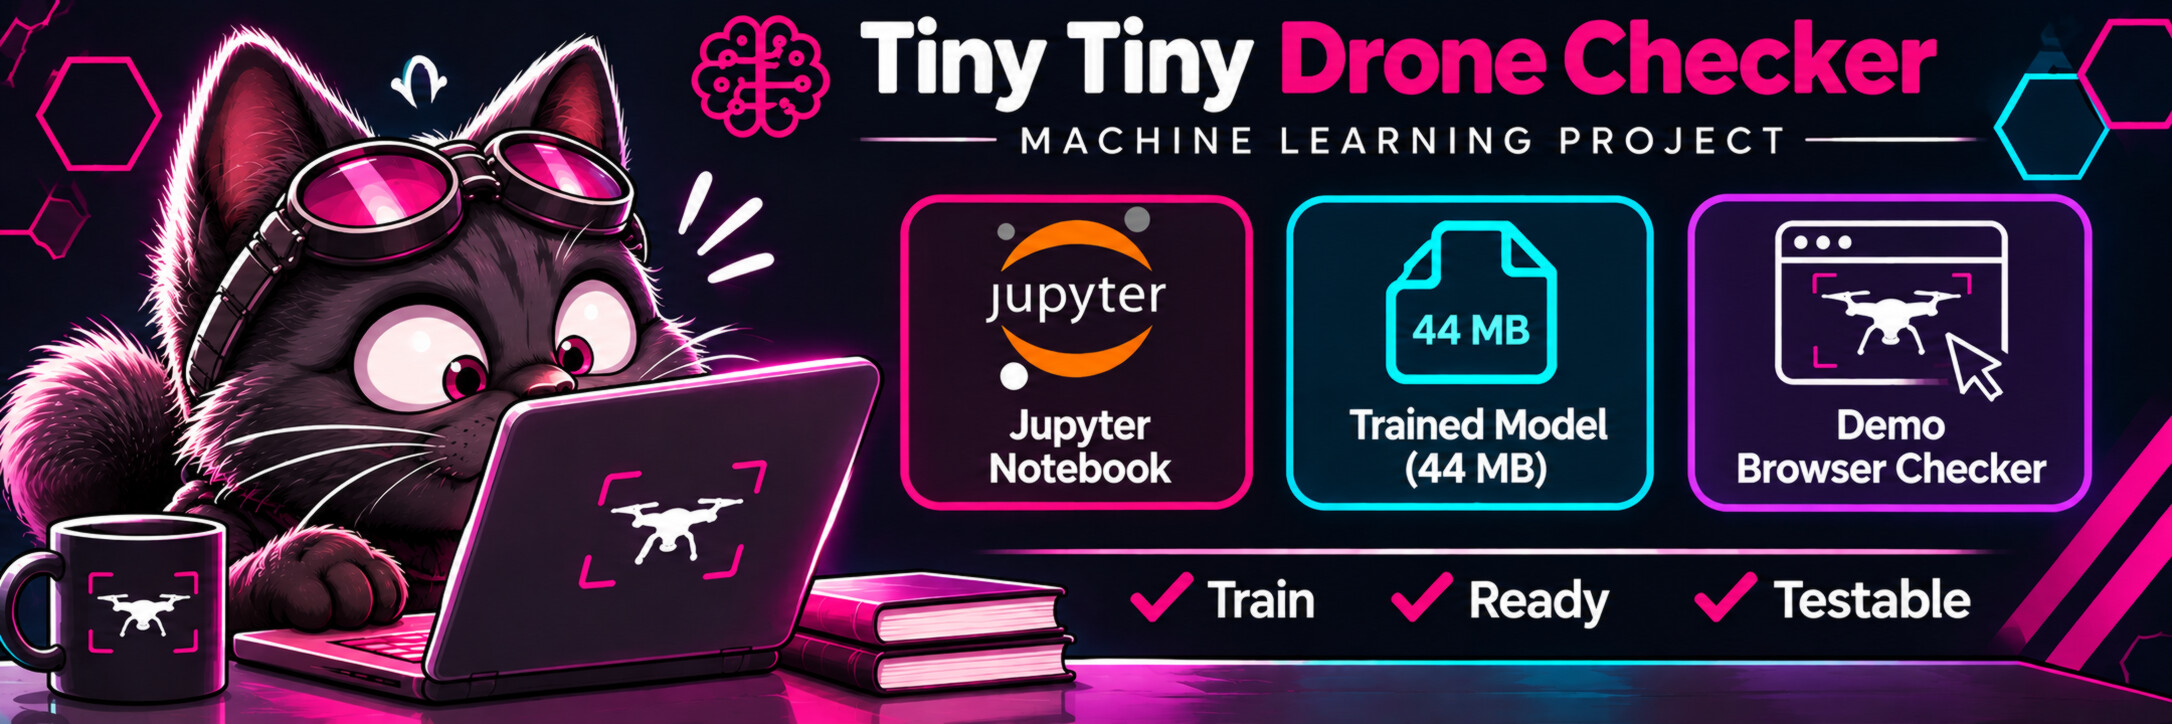 Tiny Tiny Drone Checker
MACHINE LEARNING PROJECT
jupyter
Jupyter
Notebook
44 MB
Trained Model
(44 MB)
Demo
Browser Checker
Train
Ready
Testable